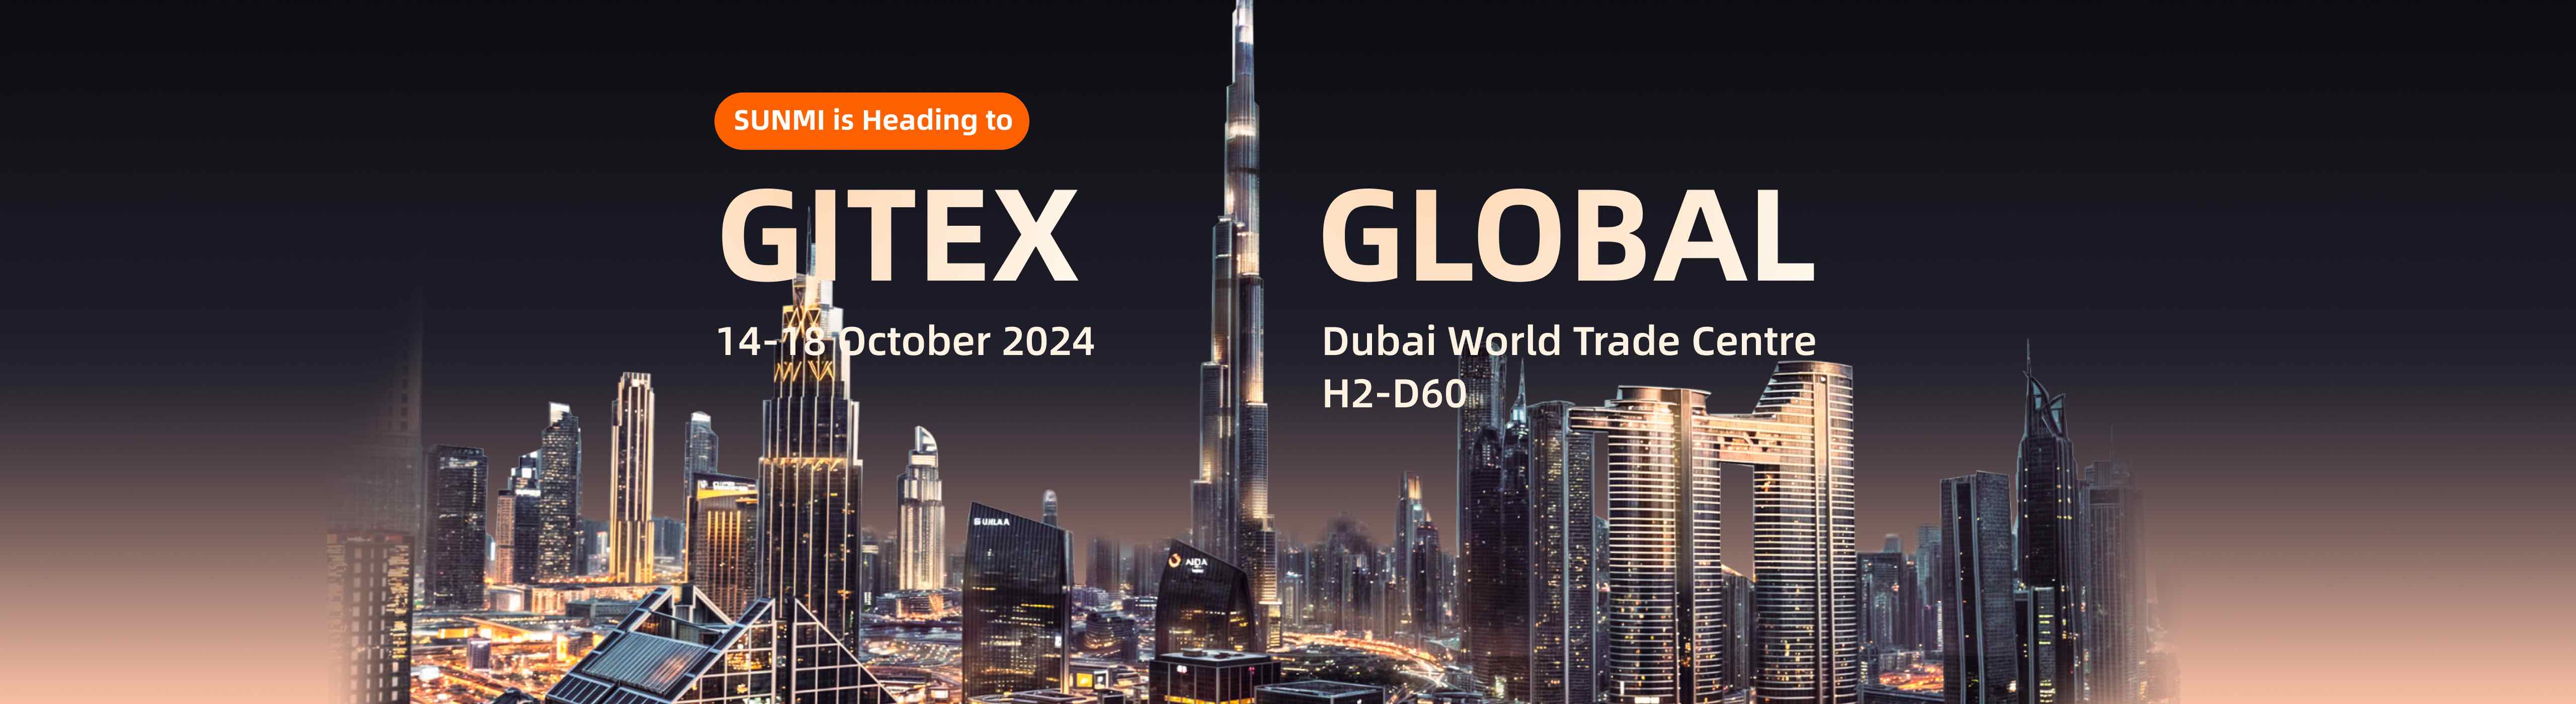 SUNMI is Heading to
GITEX GLOBAL
14-18 October 2024
Dubai World Trade Centre
H2-D60